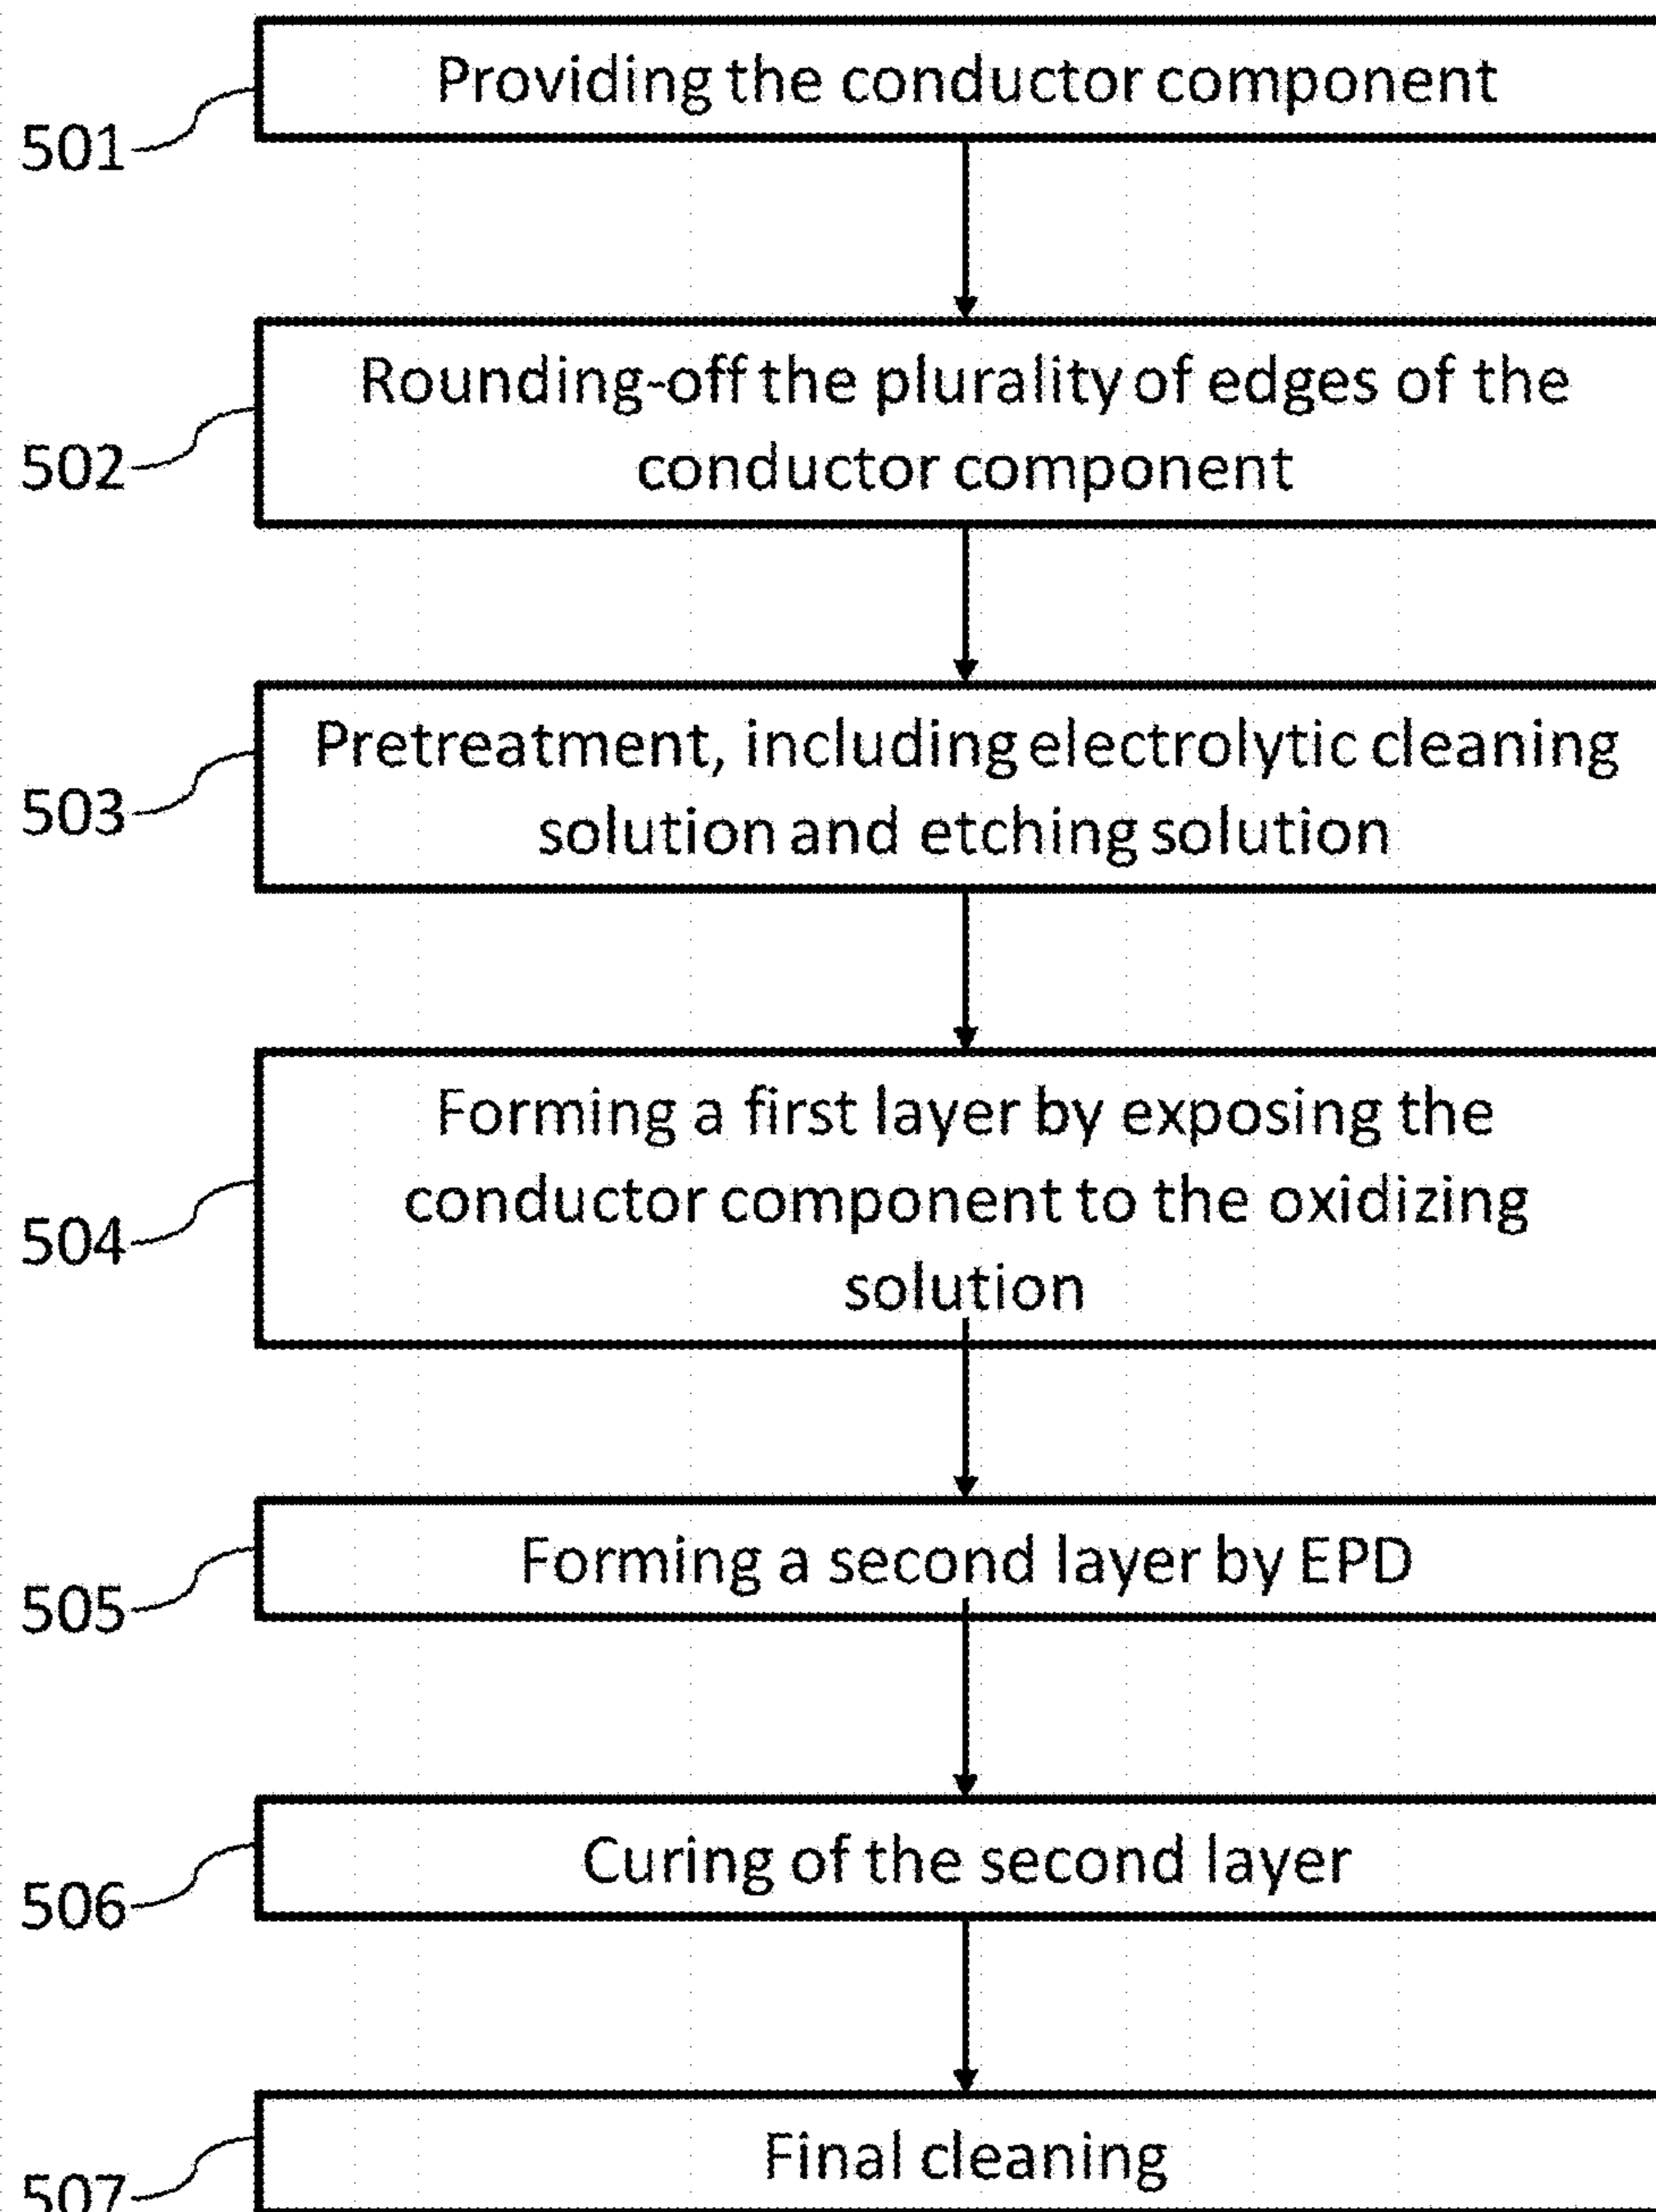 Providing the conductor component
501
Rounding-off the plurality of edges of the
conductor component
502
Pretreatment, including electrolytic cleaning
solution and etching solution
503
Forming a first layer by exposing the
conductor component to the oxidizing
solution
504
Forming a second layer by EPD
505
Curing of the second layer
506
Final cleaning
507